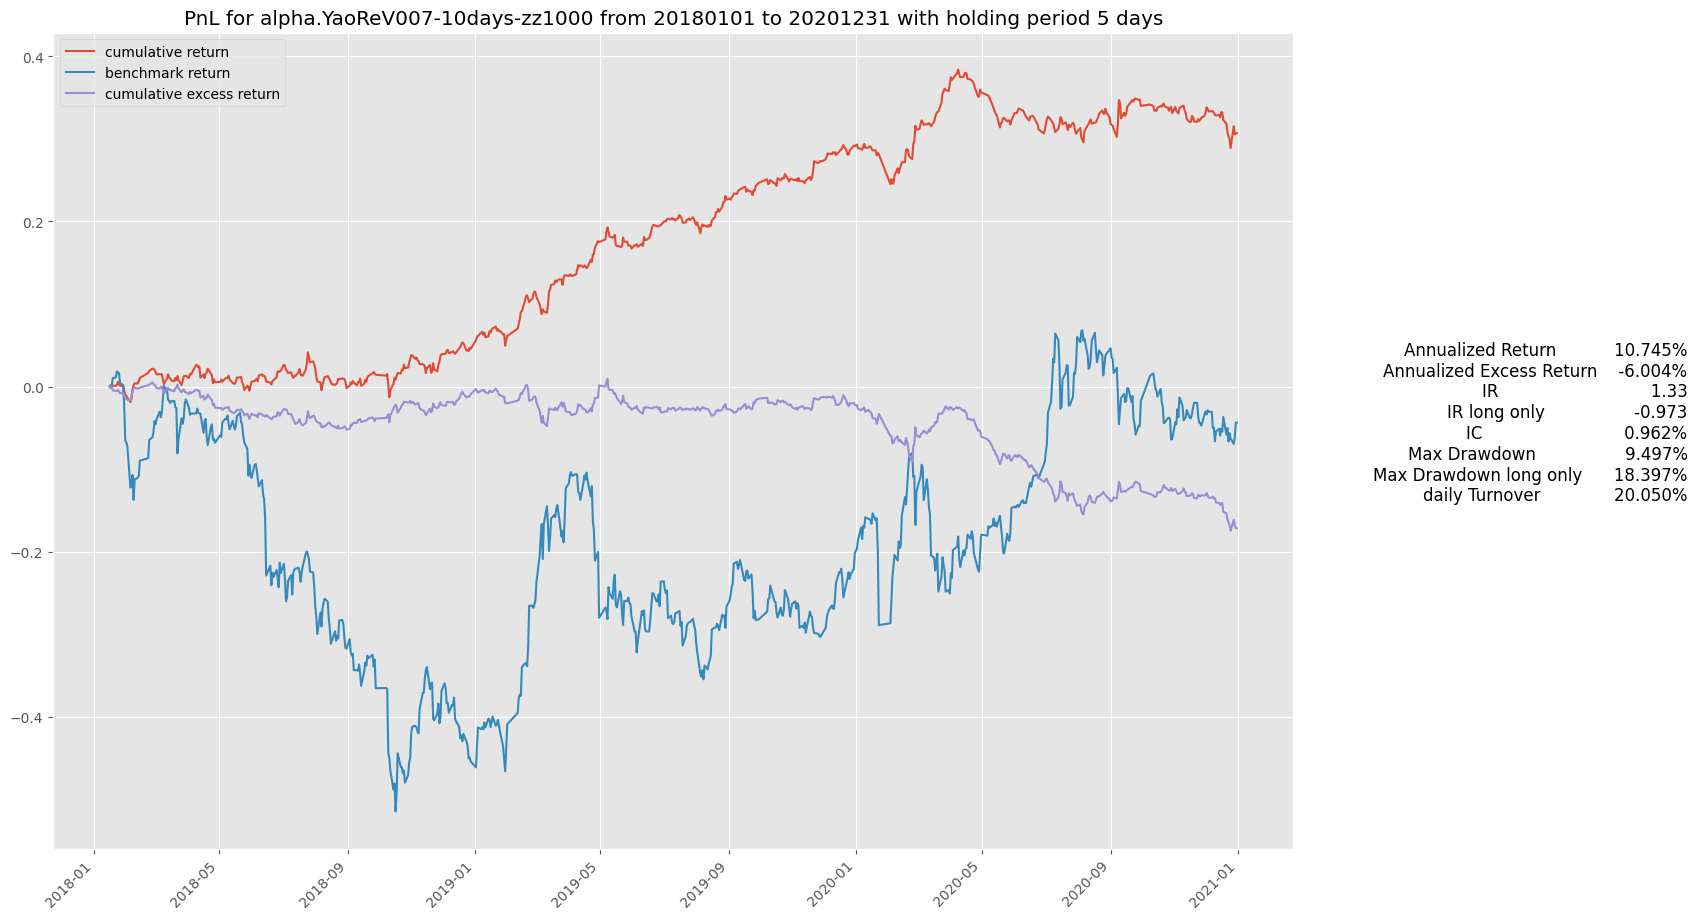 PnL for alpha.YaoReV007-10days-zz1000 from 20180101 to 20201231 with holding period 5 days
cumulative return
benchmark return
cumulative excess return
0.4
0.2
0.0
−0.2
−0.4
2018-01
2018-05
2018-09
2019-01
2019-05
2019-09
2020-01
2020-05
2020-09
2021-01
Annualized Return 10.745%
Annualized Excess Return -6.004%
IR 1.33
IR long only -0.973
IC 0.962%
Max Drawdown 9.497%
Max Drawdown long only 18.397%
daily Turnover 20.050%